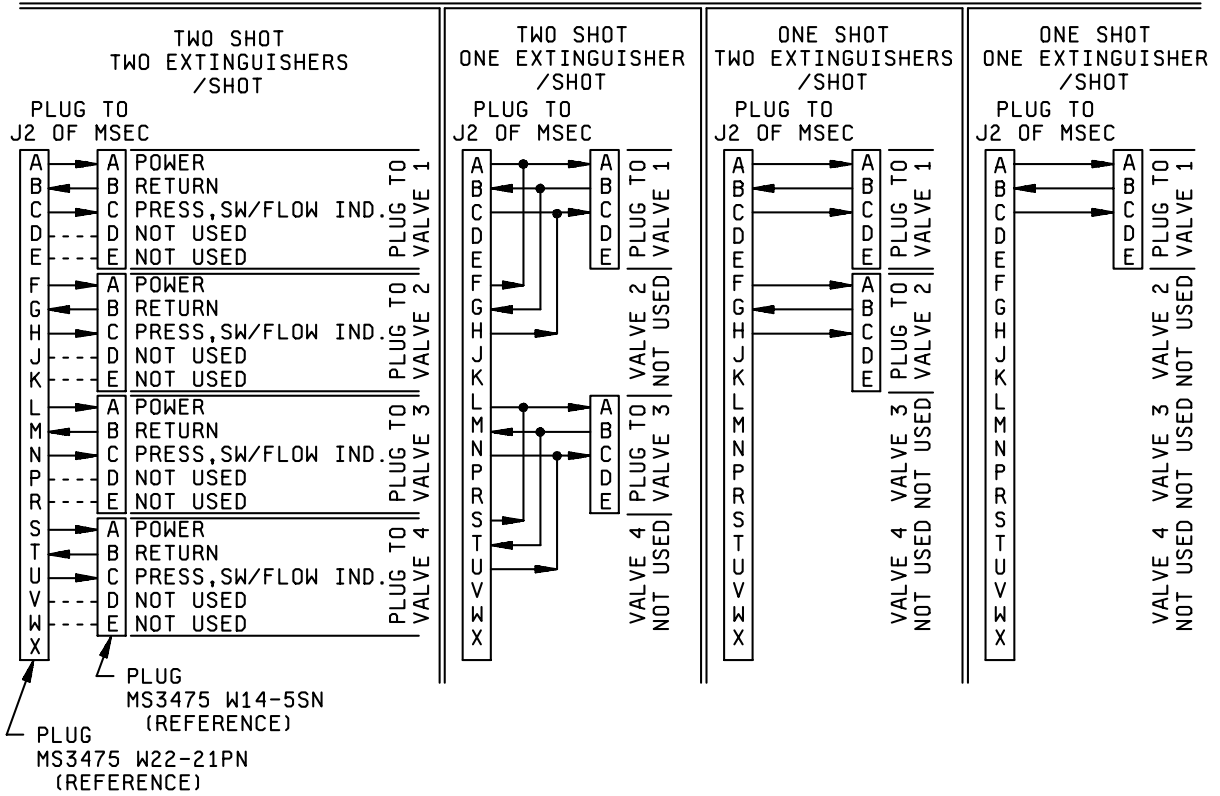 TWO SHOT
TWO EXTINGUISHERS
/SHOT
PLUG TO
J2 OF MSEC
A A POWER
B B RETURN
C C PRESS,SW/FLOW IND.
D D NOT USED
E E NOT USED
PLUG TO
VALVE 1
F A POWER
G B RETURN
H C PRESS,SW/FLOW IND.
J D NOT USED
K E NOT USED
PLUG TO
VALVE 2
L A POWER
M B RETURN
N C PRESS,SW/FLOW IND.
P D NOT USED
R E NOT USED
PLUG TO
VALVE 3
S A POWER
T B RETURN
U C PRESS,SW/FLOW IND.
V D NOT USED
W E NOT USED
X
PLUG TO
VALVE 4
PLUG
MS3475 W14-5SN
(REFERENCE)
PLUG
MS3475 W22-21PN
(REFERENCE)
TWO SHOT
ONE EXTINGUISHER
/SHOT
PLUG TO
J2 OF MSEC
A A
B B
C C
D D
E E
PLUG TO
VALVE 1
F
G
H
J
K
VALVE 2
NOT USED
L A
M B
N C
P D
R E
PLUG TO
VALVE 3
S
T
U
V
W
X
VALVE 4
NOT USED
ONE SHOT
TWO EXTINGUISHERS
/SHOT
PLUG TO
J2 OF MSEC
A A
B B
C C
D D
E E
PLUG TO
VALVE 1
F A
G B
H C
J D
K E
PLUG TO
VALVE 2
L
M
N
P
R
VALVE 3
NOT USED
S
T
U
V
W
X
VALVE 4
NOT USED
ONE SHOT
ONE EXTINGUISHER
/SHOT
PLUG TO
J2 OF MSEC
A A
B B
C C
D D
E E
PLUG TO
VALVE 1
F
G
H
J
K
VALVE 2
NOT USED
L
M
N
P
R
VALVE 3
NOT USED
S
T
U
V
W
X
VALVE 4
NOT USED